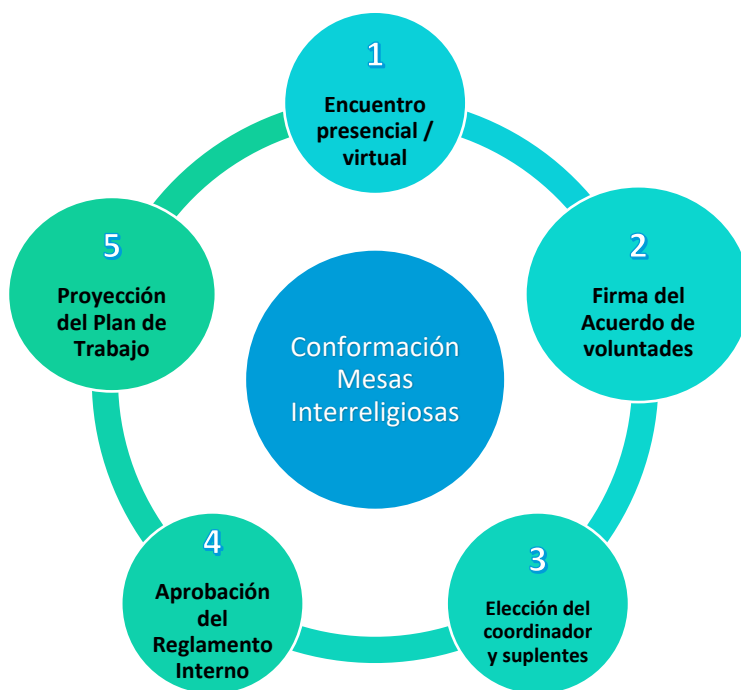 1
Encuentro
presencial /
virtual
2
Firma del
Acuerdo de
voluntades
3
Elección del
coordinador
y suplentes
4
Aprobación
del
Reglamento
Interno
5
Proyección
del Plan de
Trabajo
Conformación
Mesas
Interreligiosas